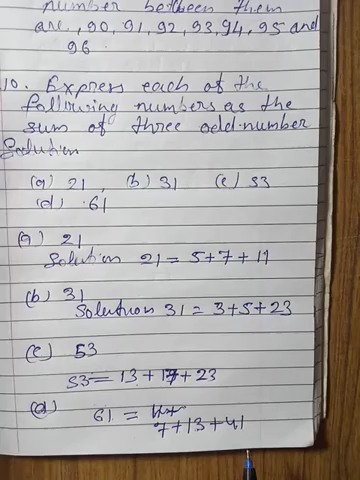 number between them
are, 90, 91, 92, 93, 94, 95 and
96
10. Express each of the
following numbers as the
sum of three odd number
Solution
(a) 21, (b) 31 (c) 53
(d) 61
(a) 21
Solution 21 = 5+7+11
(b) 31
Solution 31 = 3+5+23
(c) 53
53 = 13+17+23
(d) 61 =
7+13+41